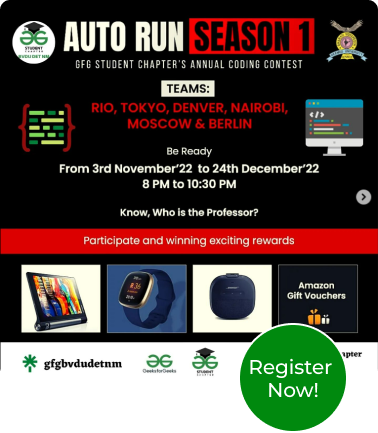 STUDENT
CHAPTER
BVDUDET NM
AUTO RUN SEASON 1
GFG STUDENT CHAPTER'S ANNUAL CODING CONTEST
TEAMS:
RIO, TOKYO, DENVER, NAIROBI,
MOSCOW & BERLIN
Be Ready
From 3rd November'22 to 24th December'22
8 PM to 10:30 PM
Know, Who is the Professor?
Participate and winning exciting rewards
Amazon
Gift Vouchers
gfgbvdudetnm
GeeksforGeeks
STUDENT
CHAPTER
Register
Now!